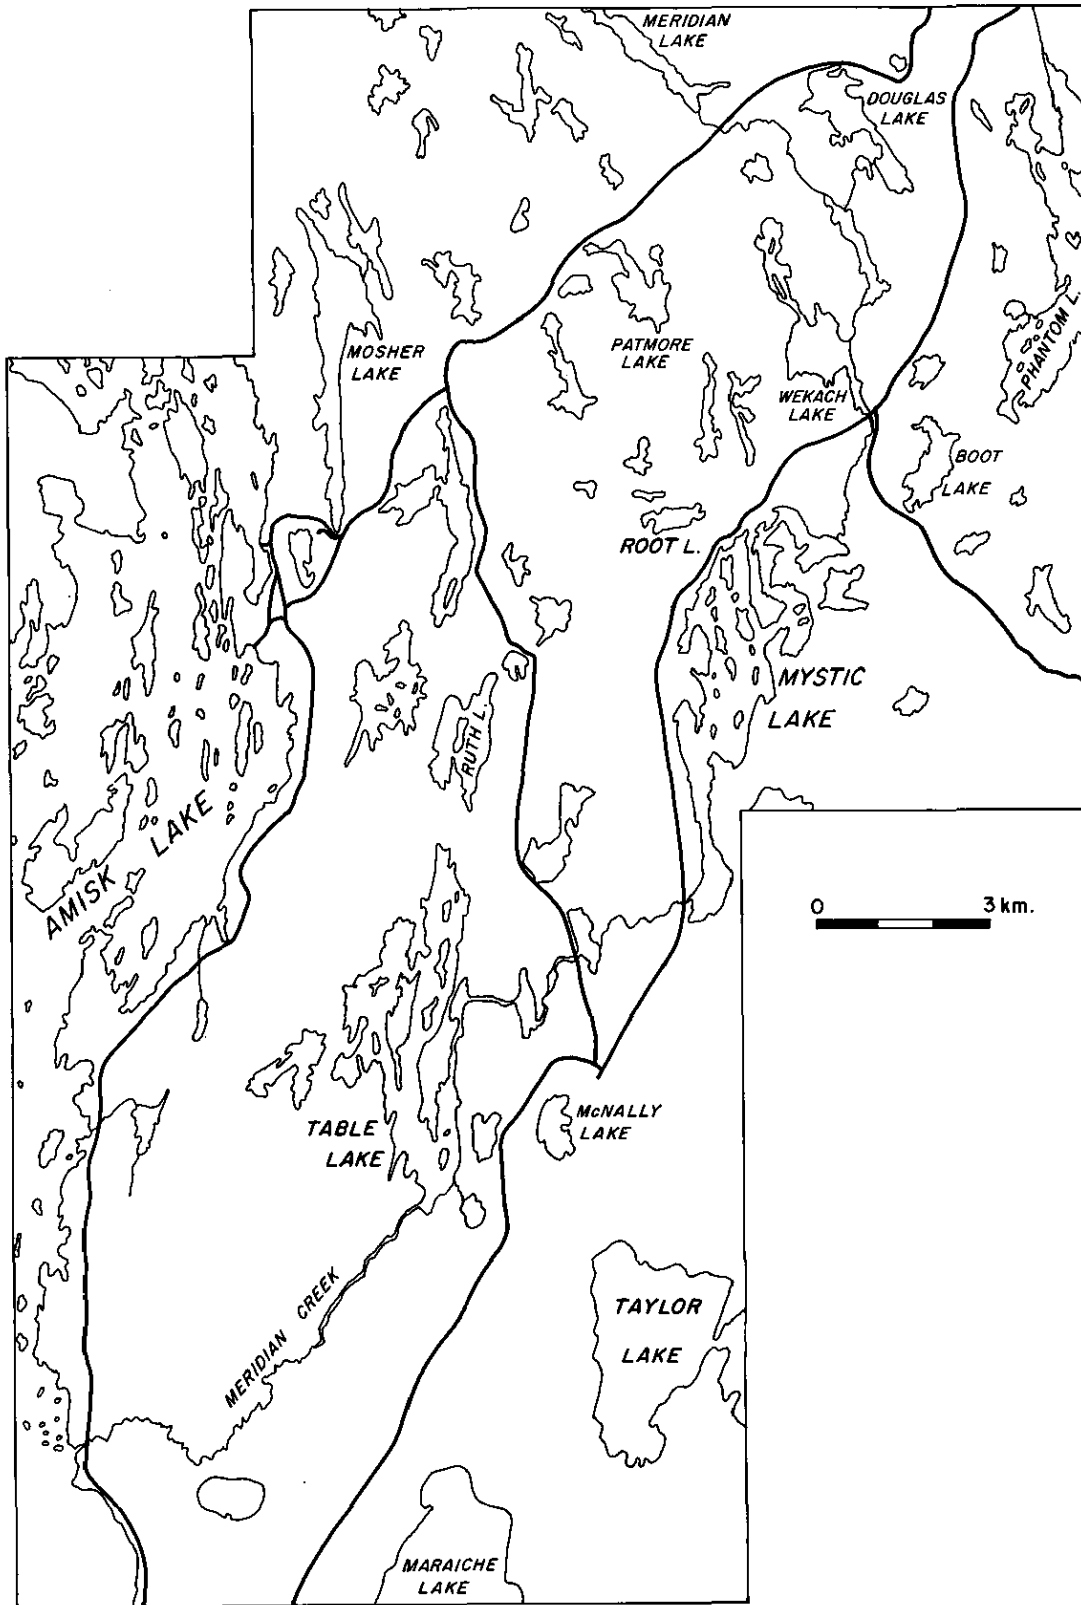 MERIDIAN
LAKE
DOUGLAS
LAKE
MOSHER
LAKE
PATMORE
LAKE
PHANTOM L.
WEKACH
LAKE
BOOT
LAKE
ROOT L.
MYSTIC
LAKE
RUTH L.
AMISK LAKE
0 3 km.
TABLE
LAKE
McNALLY
LAKE
MERIDIAN CREEK
TAYLOR
LAKE
MARAICHE
LAKE